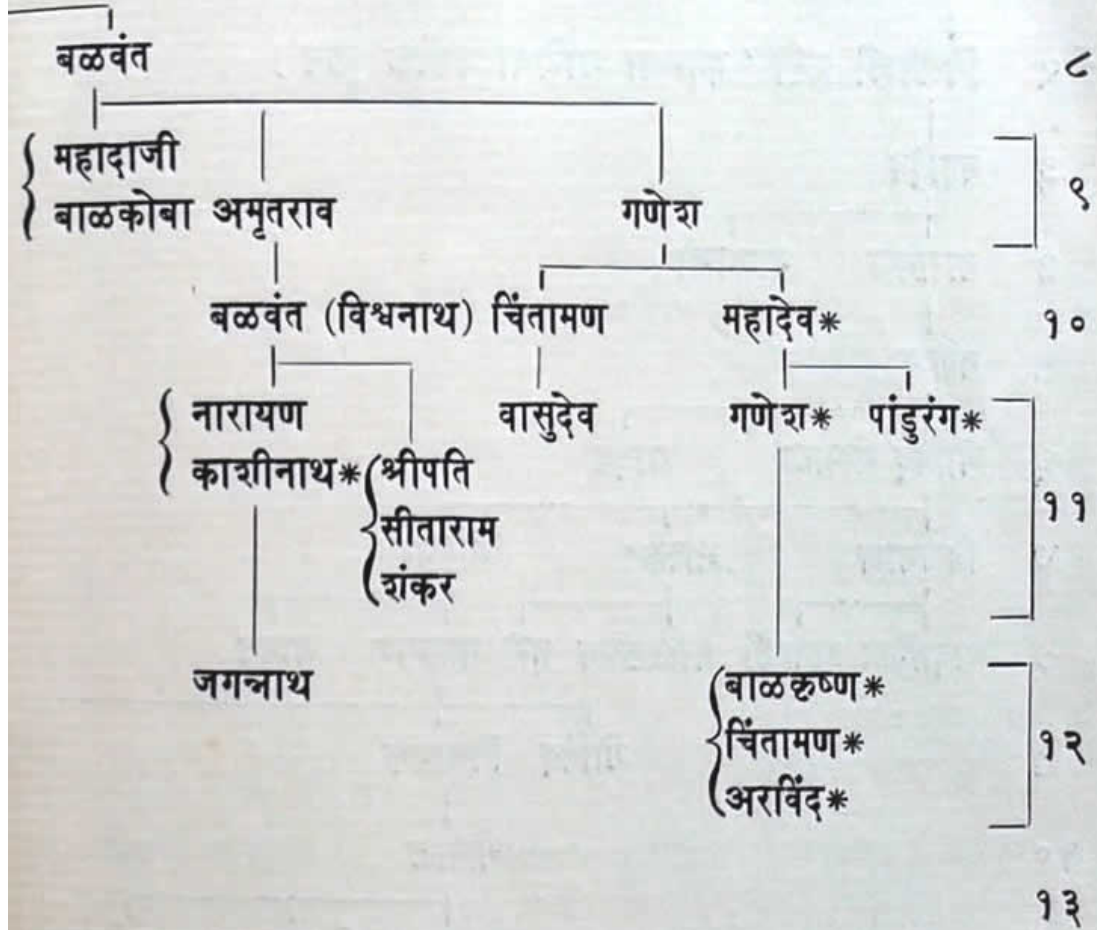 बळवंत ८
महादाजी
बाळकोबा अमृतराव गणेश ९
बळवंत (विश्वनाथ) चिंतामण महादेव* १०
नारायण वासुदेव गणेश* पांडुरंग*
काशीनाथ* श्रीपति
सीताराम ११
शंकर
जगन्नाथ बाळकृष्ण*
चिंतामण* १२
अरविंद*
१३